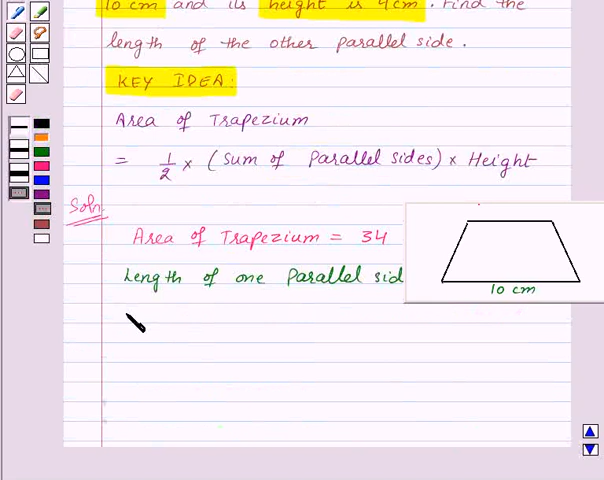 10 cm and its height is 4cm. Find the
length of the other parallel side.
KEY IDEA:
Area of Trapezium
= 1/2 × (Sum of Parallel sides) × Height
Soln.
Area of Trapezium = 34
Length of one Parallel sid
10 cm